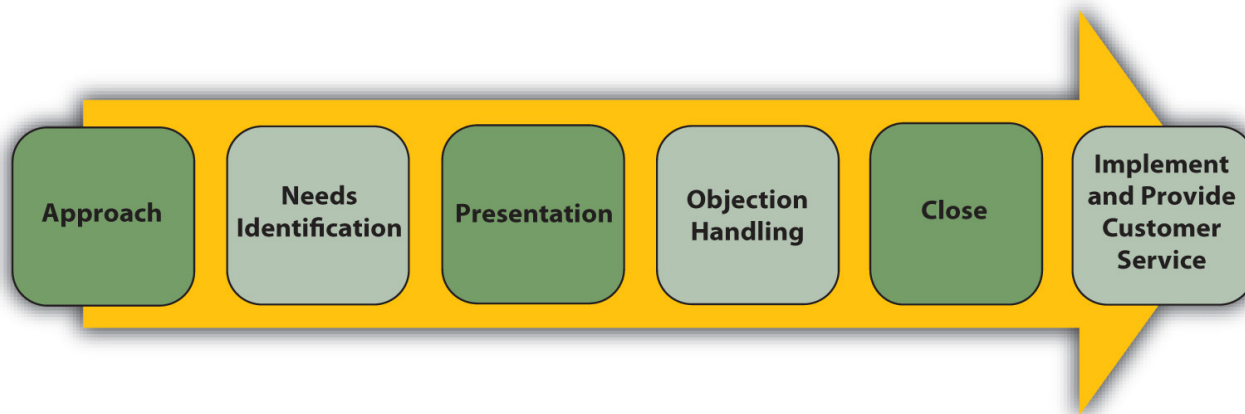 Approach
Needs
Identification
Presentation
Objection
Handling
Close
Implement
and Provide
Customer
Service